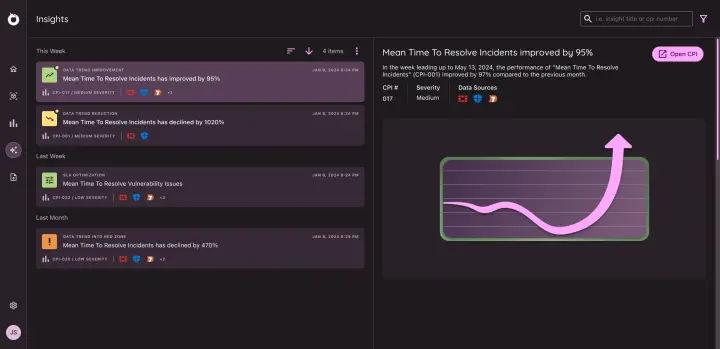 Insights
i.e. insight title or cpi number
This Week
4 items
DATA TREND IMPROVEMENT
JAN 8, 2024 8:24 PM
Mean Time To Resolve Incidents has improved by 95%
CPI-017 / MEDIUM SEVERITY
+3
DATA TREND REDUCTION
JAN 8, 2024 8:24 PM
Mean Time To Resolve Incidents has declined by 1020%
CPI-001 / MEDIUM SEVERITY
Last Week
SLA OPTIMIZATION
JAN 8, 2024 8:24 PM
Mean Time To Resolve Vulnerability Issues
CPI-032 / LOW SEVERITY
Last Month
DATA TREND INTO RED ZONE
JAN 8, 2024 8:24 PM
Mean Time To Resolve Incidents has declined by 470%
CPI-025 / LOW SEVERITY
+2
JS
Mean Time To Resolve Incidents improved by 95%
Open CPI
In the week leading up to May 13, 2024, the performance of "Mean Time To Resolve
Incidents" (CPI-001) improved by 97% compared to the previous month.
CPI #
Severity
Data Sources
017
Medium